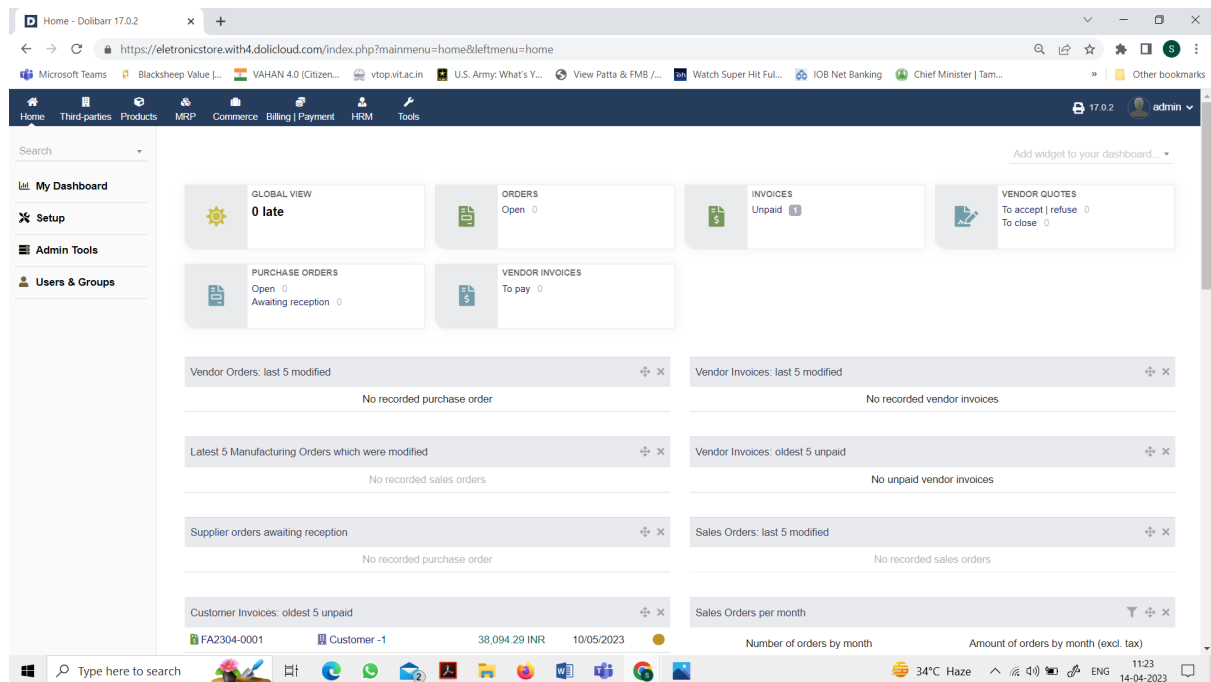 Home - Dolibarr 17.0.2
https://eletronicstore.with4.dolicloud.com/index.php?mainmenu=home&leftmenu=home
S
Microsoft Teams Blacksheep Value |... VAHAN 4.0 (Citizen... vtop.vit.ac.in U.S. Army: What's Y... View Patta & FMB /... Watch Super Hit Ful... IOB Net Banking Chief Minister | Tam... » Other bookmarks
Home Third-parties Products MRP Commerce Billing | Payment HRM Tools 17.0.2 admin
Search
Add widget to your dashboard...
My Dashboard
Setup
Admin Tools
Users & Groups
GLOBAL VIEW
0 late
ORDERS
Open 0
INVOICES
Unpaid 1
VENDOR QUOTES
To accept | refuse 0
To close 0
PURCHASE ORDERS
Open 0
Awaiting reception 0
VENDOR INVOICES
To pay 0
Vendor Orders: last 5 modified
No recorded purchase order
Vendor Invoices: last 5 modified
No recorded vendor invoices
Latest 5 Manufacturing Orders which were modified
No recorded sales orders
Vendor Invoices: oldest 5 unpaid
No unpaid vendor invoices
Supplier orders awaiting reception
No recorded purchase order
Sales Orders: last 5 modified
No recorded sales orders
Customer Invoices: oldest 5 unpaid
FA2304-0001 Customer -1 38,094.29 INR 10/05/2023
Sales Orders per month
Number of orders by month Amount of orders by month (excl. tax)
Type here to search
2
34°C Haze
ENG
11:23
14-04-2023